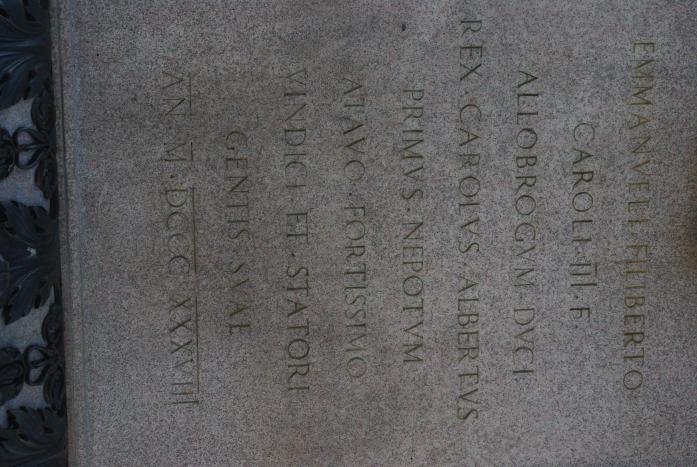 EMMANVELI · FILIBERTO
CAROLI · III · F
ALLOBROGVM · DVCI
REX · CAROLVS · ALBERTVS
PRIMVS · NEPOTVM
ATAVO · FORTISSIMO
VINDICI · ET · STATORI
GENTIS · SVAE
AN · M · DCCC · XXXVIII